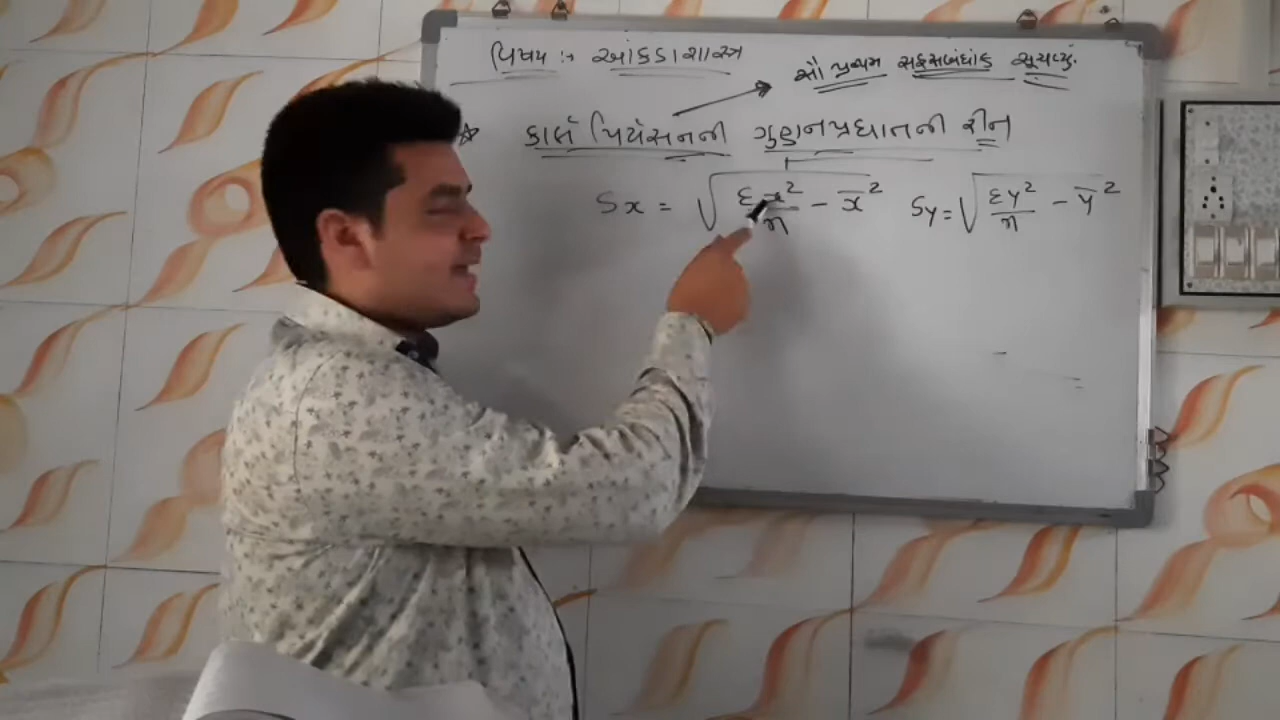 વિષય :- આંકડાશાસ્ત્ર
સૌ પ્રથમ સહસંબંધાંક સૂચવ્યું.
☆ કાર્લ પિયર્સનની ગુણનપ્રઘાતની રીત
Sx = √(Σx²/n − x̄²) Sy = √(Σy²/n − ȳ²)